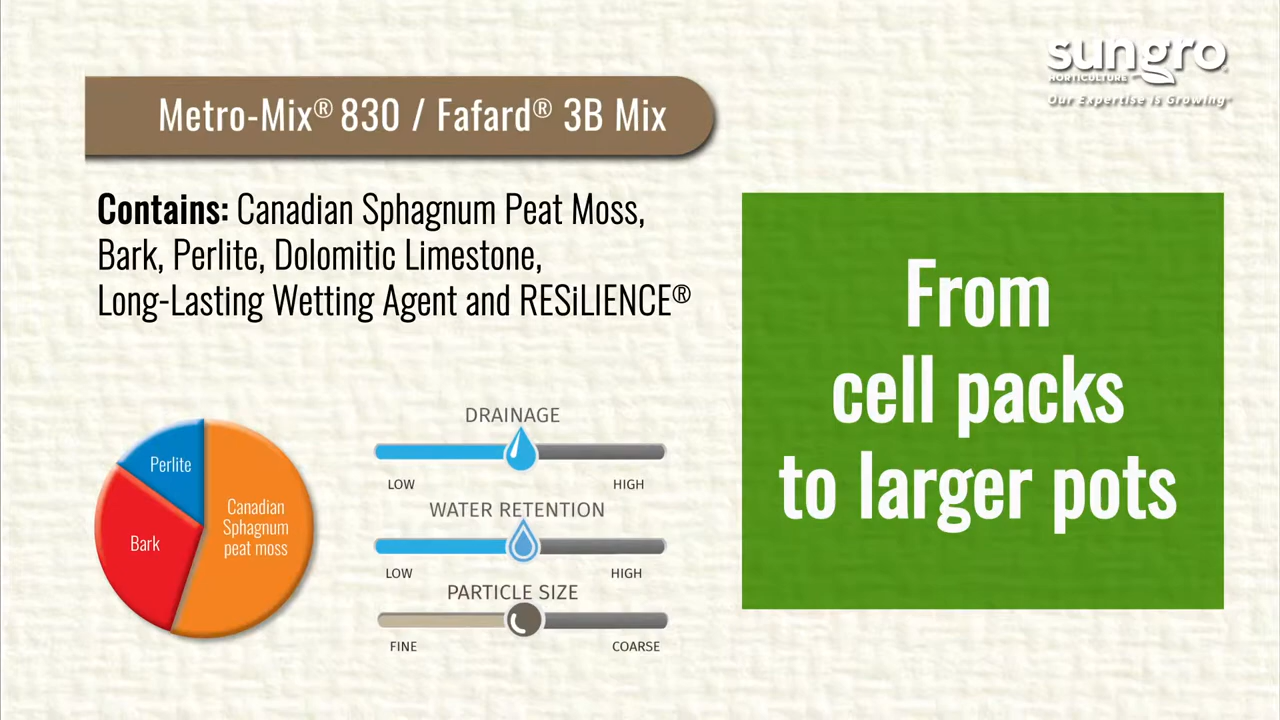 sungro
HORTICULTURE
Our Expertise is Growing
Metro-Mix® 830 / Fafard® 3B Mix
Contains: Canadian Sphagnum Peat Moss,
Bark, Perlite, Dolomitic Limestone,
Long-Lasting Wetting Agent and RESiLIENCE®
From
cell packs
to larger pots
Perlite
Bark
Canadian
Sphagnum
peat moss
DRAINAGE
LOW HIGH
WATER RETENTION
LOW HIGH
PARTICLE SIZE
FINE COARSE